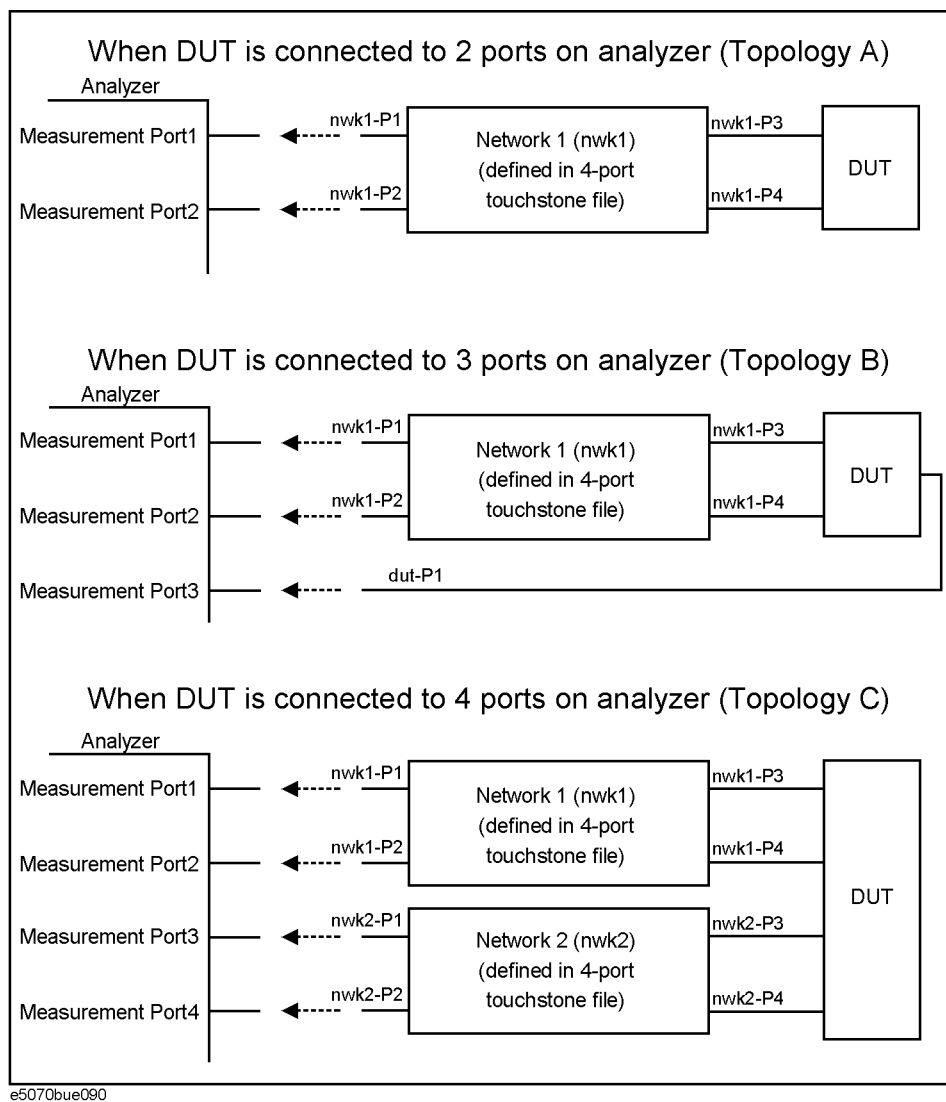 When DUT is connected to 2 ports on analyzer (Topology A)
Analyzer
Measurement Port1
nwk1-P1
Network 1 (nwk1)
(defined in 4-port
touchstone file)
nwk1-P3
DUT
Measurement Port2
nwk1-P2
nwk1-P4
When DUT is connected to 3 ports on analyzer (Topology B)
Analyzer
Measurement Port1
nwk1-P1
Network 1 (nwk1)
(defined in 4-port
touchstone file)
nwk1-P3
DUT
Measurement Port2
nwk1-P2
nwk1-P4
Measurement Port3
dut-P1
When DUT is connected to 4 ports on analyzer (Topology C)
Analyzer
Measurement Port1
nwk1-P1
Network 1 (nwk1)
(defined in 4-port
touchstone file)
nwk1-P3
Measurement Port2
nwk1-P2
nwk1-P4
DUT
Measurement Port3
nwk2-P1
Network 2 (nwk2)
(defined in 4-port
touchstone file)
nwk2-P3
Measurement Port4
nwk2-P2
nwk2-P4
e5070bue090